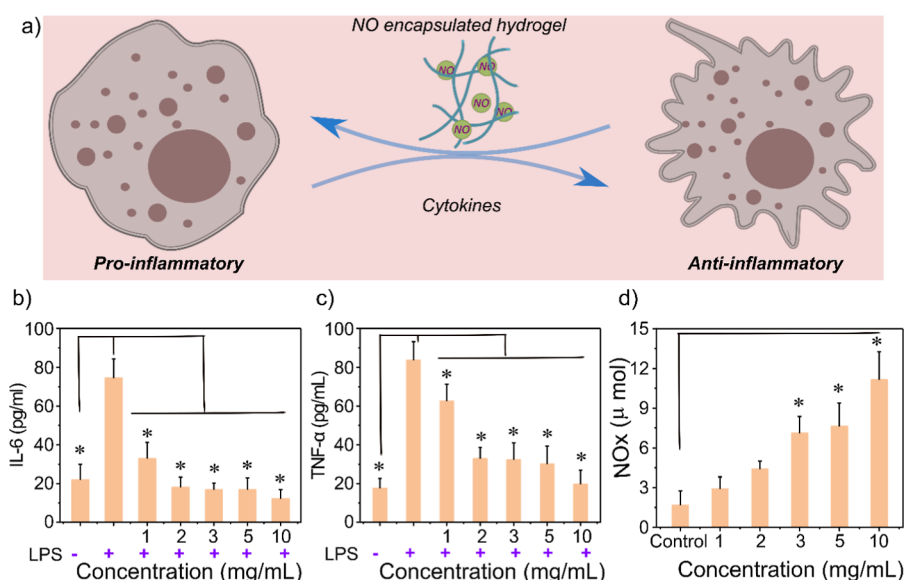 a)
NO encapsulated hydrogel
NO
NO
NO
NO
NO
Cytokines
Pro-inflammatory
Anti-inflammatory
b)
100
80
60
40
20
0
IL-6 (pg/ml)
*
*
*
*
*
*
1 2 3 5 10
LPS - + + + + + +
Concentration (mg/mL)
c)
100
80
60
40
20
0
TNF-α (pg/mL)
*
*
*
*
*
*
1 2 3 5 10
- + + + + + +
Concentration (mg/mL)
d)
15
12
9
6
3
0
NOx (μ mol)
*
*
*
Control 1 2 3 5 10
Concentration (mg/mL)